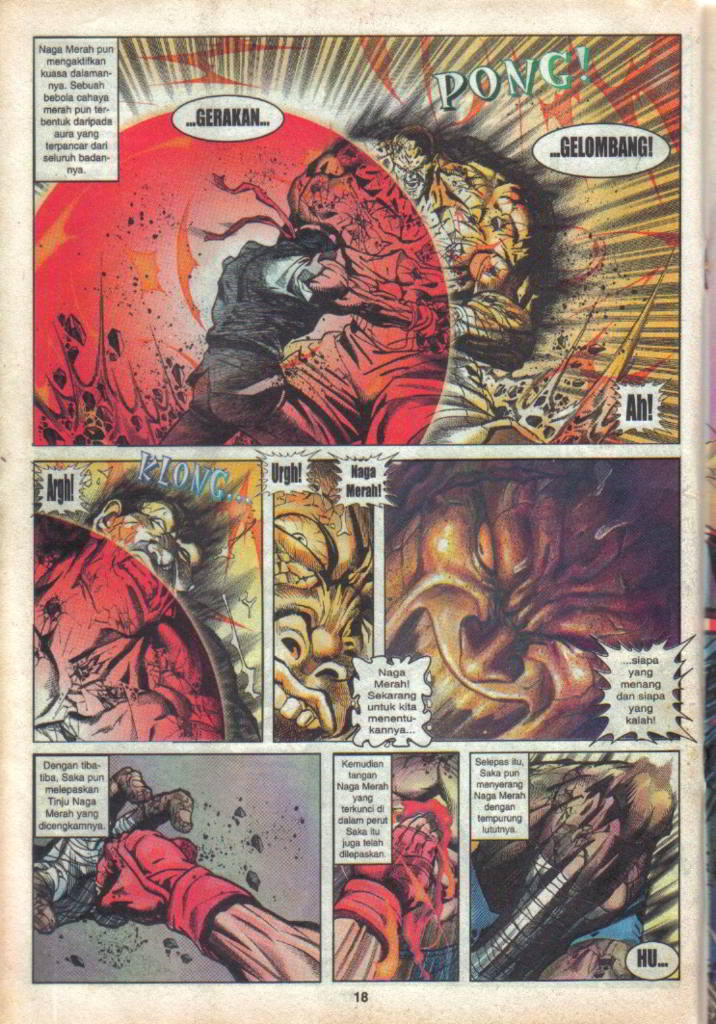 Naga Merah pun
mengaktifkan
kuasa dalaman-
nya. Sebuah
bebola cahaya
merah pun ter-
bentuk daripada
aura yang
terpancar dari
seluruh badan-
nya.
...GERAKAN...
PONG!
...GELOMBANG!
Ah!
Argh!
KLONG...
Urgh!
Naga
Merah!
Naga
Merah!
Sekarang
untuk kita
menentu-
kannya...
...siapa
yang
menang
dan siapa
yang
kalah!
Dengan tiba-
tiba, Saka pun
melepaskan
Tinju Naga
Merah yang
dicengkamnya.
Kemudian
tangan
Naga Merah
yang
terkunci di
dalam perut
Saka itu
juga telah
dilepaskan.
Selepas itu,
Saka pun
menyerang
Naga Merah
dengan
tempurung
lututnya.
HU...
18